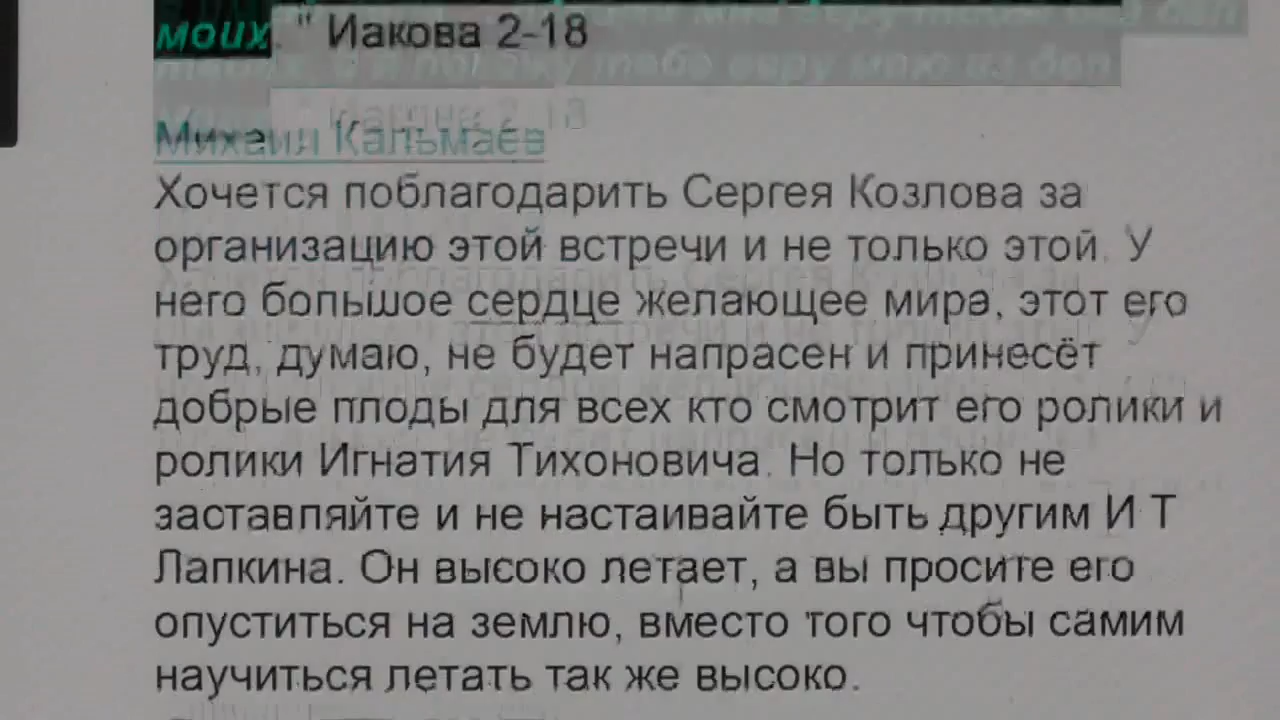 моих. " Иакова 2-18
Михаил Кальмаев
Хочется поблагодарить Сергея Козлова за
организацию этой встречи и не только этой. У
него большое сердце желающее мира, этот его
труд, думаю, не будет напрасен и принесёт
добрые плоды для всех кто смотрит его ролики и
ролики Игнатия Тихоновича. Но только не
заставляйте и не настаивайте быть другим И Т
Лапкина. Он высоко летает, а вы просите его
опуститься на землю, вместо того чтобы самим
научиться летать так же высоко.